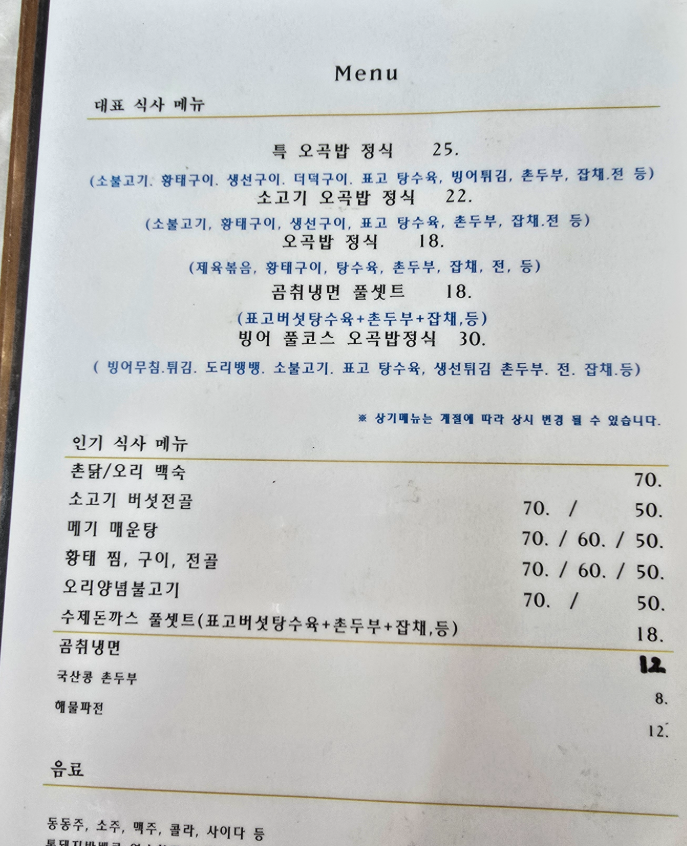 Menu
대표 식사 메뉴
특 오곡밥 정식 25.
(소불고기. 황태구이. 생선구이. 더덕구이. 표고 탕수육, 빙어튀김, 촌두부, 잡채.전 등)
소고기 오곡밥 정식 22.
(소불고기, 황태구이, 생선구이, 표고 탕수육, 촌두부, 잡채.전 등)
오곡밥 정식 18.
(제육볶음, 황태구이, 탕수육, 촌두부, 잡채, 전, 등)
곰취냉면 풀셋트 18.
(표고버섯탕수육+촌두부+잡채,등)
빙어 풀코스 오곡밥정식 30.
( 빙어무침.튀김. 도리뱅뱅. 소불고기. 표고 탕수육, 생선튀김 촌두부. 전. 잡채.등)
※ 상기메뉴는 계절에 따라 상시 변경 될 수 있습니다.
인기 식사 메뉴
촌닭/오리 백숙 70.
소고기 버섯전골 70. / 50.
메기 매운탕 70. / 60. / 50.
황태 찜, 구이, 전골 70. / 60. / 50.
오리양념불고기 70. / 50.
수제돈까스 풀셋트(표고버섯탕수육+촌두부+잡채,등) 18.
곰취냉면 12
국산콩 촌두부 8.
해물파전 12.
음료
동동주, 소주, 맥주, 콜라, 사이다 등